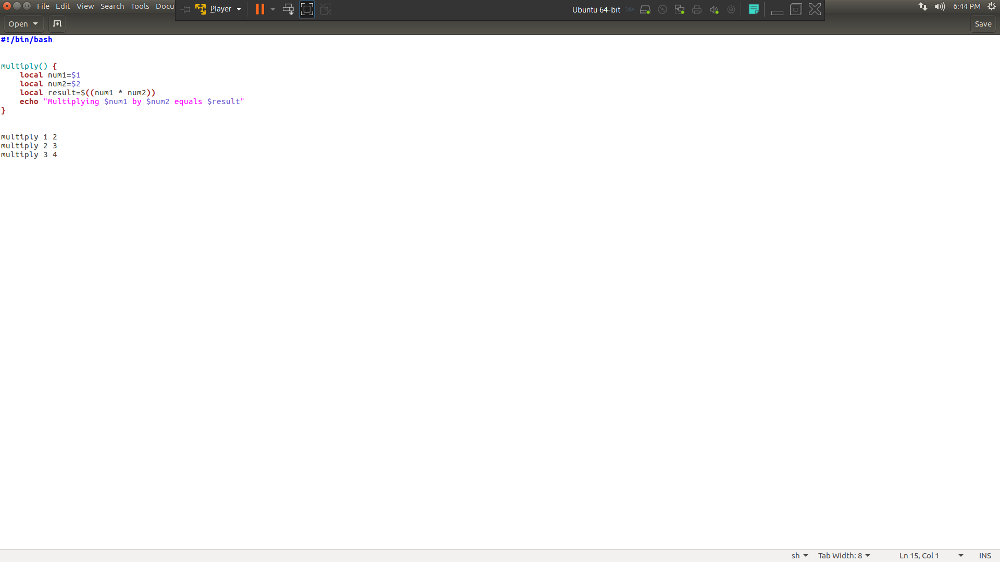 File Edit View Search Tools Docu
Player
Ubuntu 64-bit
6:44 PM
Open
Save
#!/bin/bash
multiply() {
    local num1=$1
    local num2=$2
    local result=$((num1 * num2))
    echo "Multiplying $num1 by $num2 equals $result"
}
multiply 1 2
multiply 2 3
multiply 3 4
sh
Tab Width: 8
Ln 15, Col 1
INS